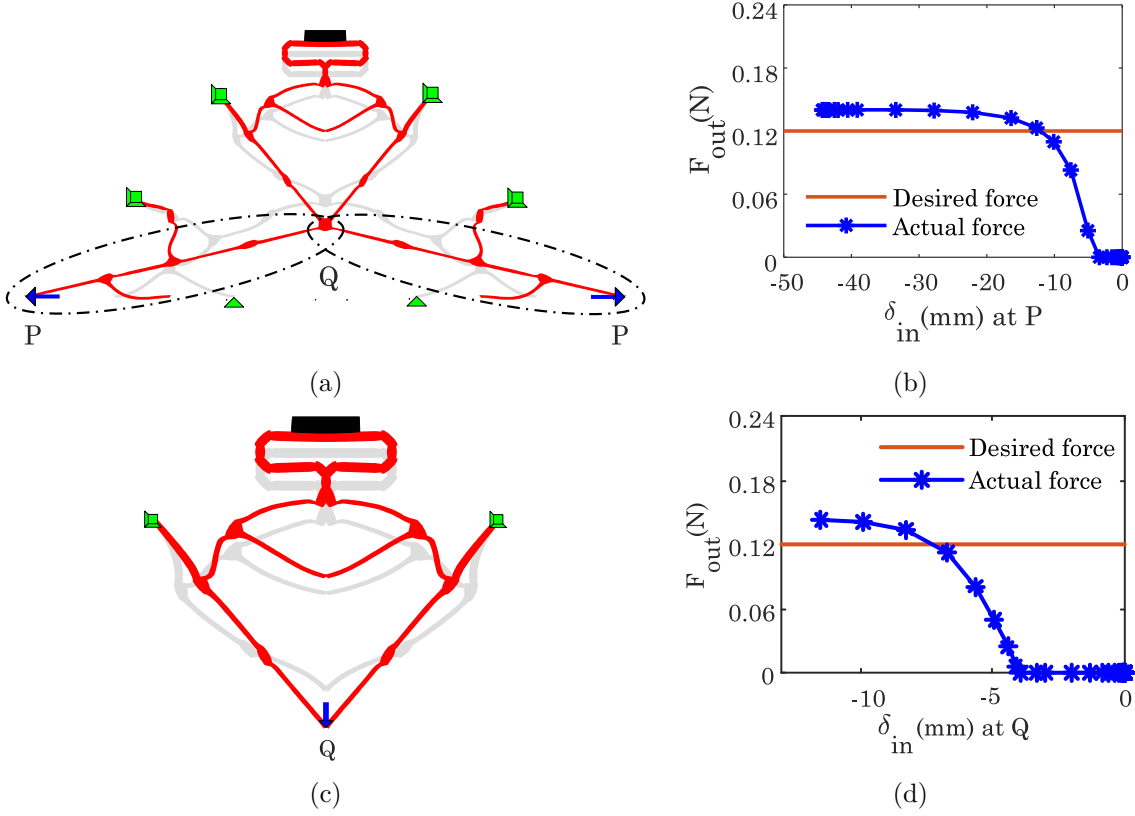 Q
P
P
(a)
0.24
0.18
0.12
0.06
0
F_out(N)
Desired force
Actual force
-50 -40 -30 -20 -10 0
δ_in(mm) at P
(b)
Q
(c)
0.24
0.18
0.12
0.06
0
F_out(N)
Desired force
Actual force
-10 -5 0
δ_in(mm) at Q
(d)